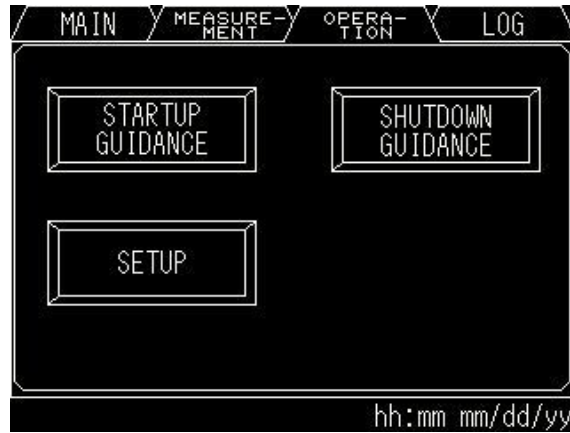 MAIN
MEASURE-
MENT
OPERA-
TION
LOG
STARTUP
GUIDANCE
SHUTDOWN
GUIDANCE
SETUP
hh:mm mm/dd/yy